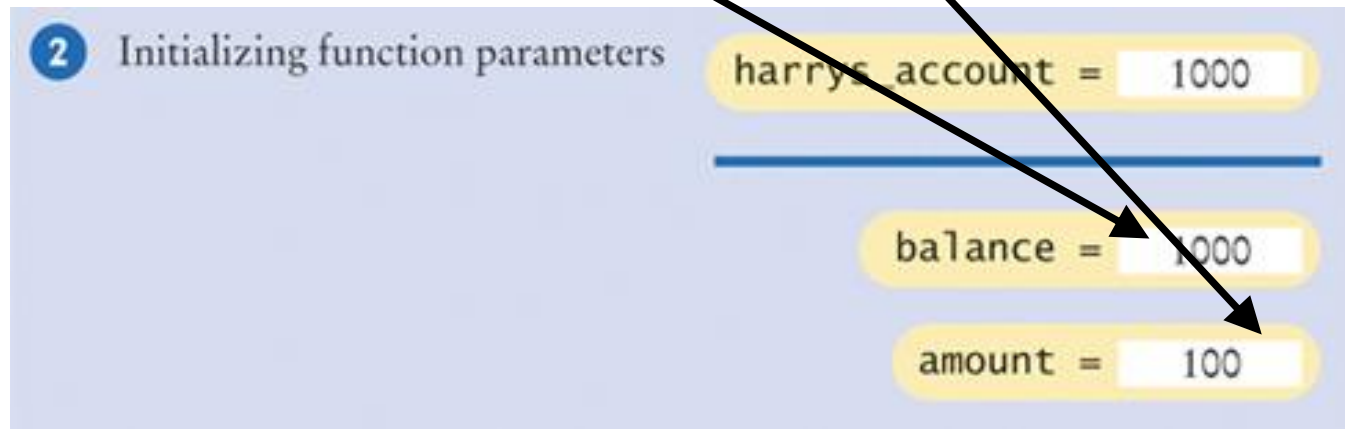 2 Initializing function parameters harrys_account = 1000
balance = 1000
amount = 100